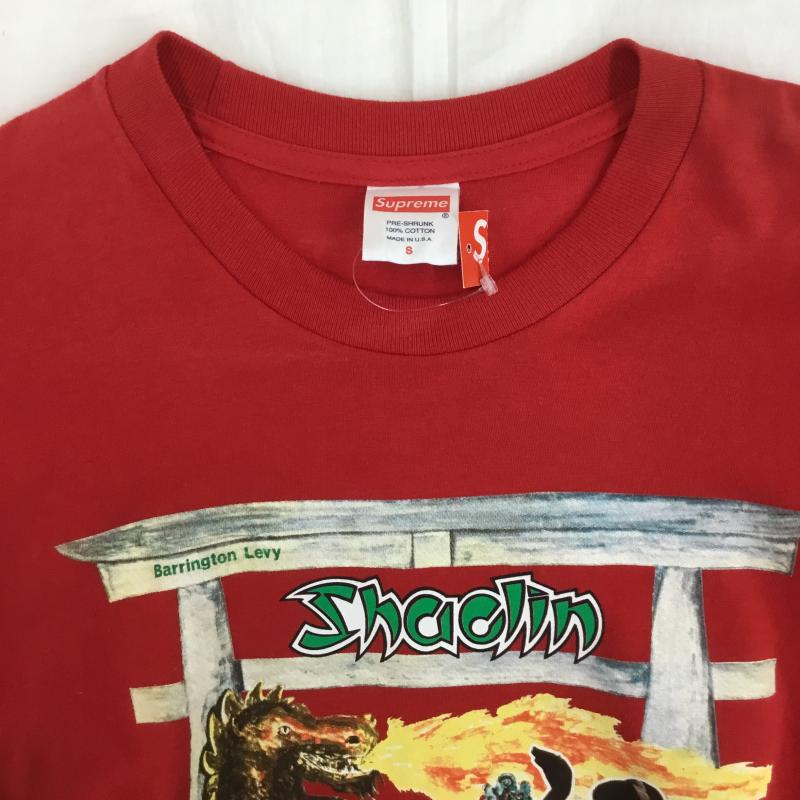 Supreme
®
PRE-SHRUNK
100% COTTON
MADE IN U.S.A.
S
S
Barrington Levy
Shaolin